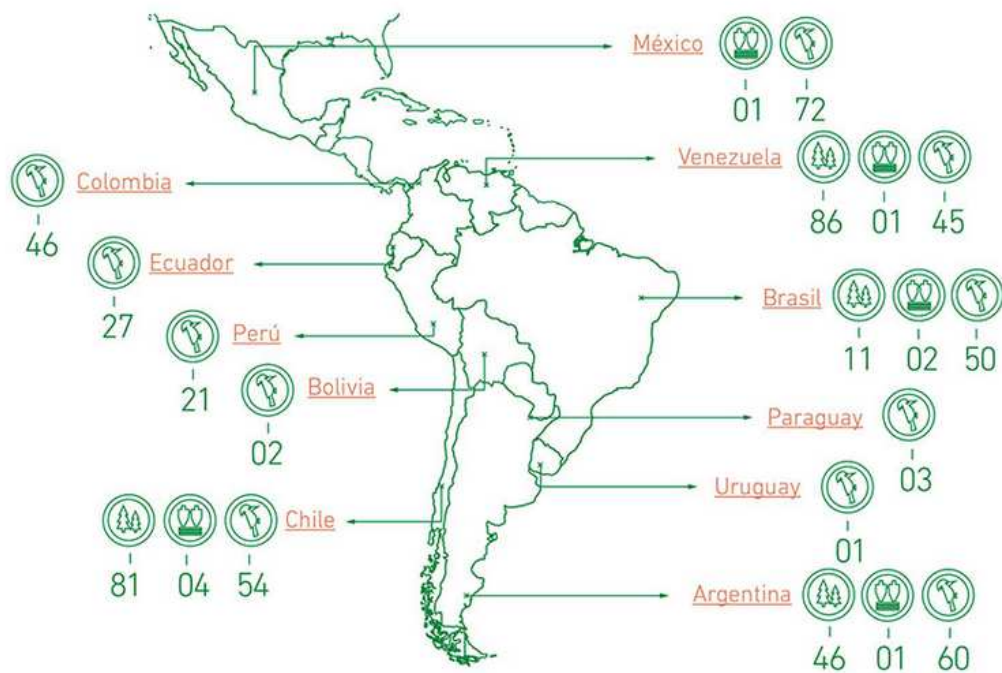 México
01 72
Venezuela
86 01 45
Colombia
46
Ecuador
27
Brasil
11 02 50
Perú
21
Bolivia
02
Paraguay
03
Uruguay
01
Chile
81 04 54
Argentina
46 01 60